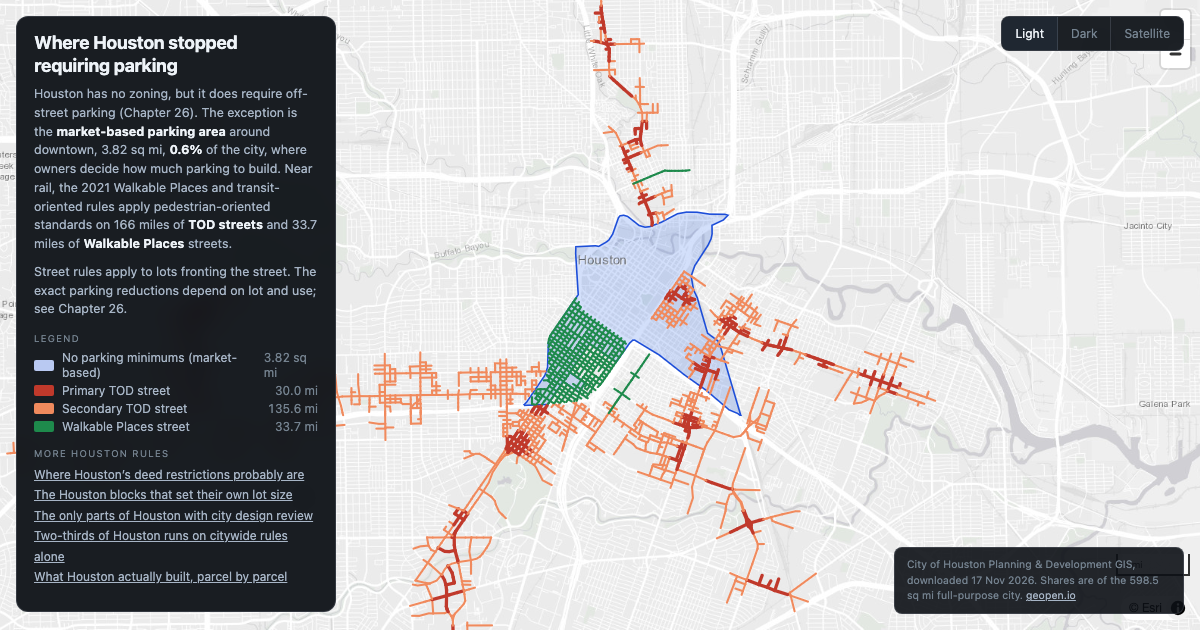 Where Houston stopped
requiring parking
Houston has no zoning, but it does require off-
street parking (Chapter 26). The exception is
the market-based parking area around
downtown, 3.82 sq mi, 0.6% of the city, where
owners decide how much parking to build. Near
rail, the 2021 Walkable Places and transit-
oriented rules apply pedestrian-oriented
standards on 166 miles of TOD streets and 33.7
miles of Walkable Places streets.
Street rules apply to lots fronting the street. The
exact parking reductions depend on lot and use;
see Chapter 26.
LEGEND
No parking minimums (market-
based)
3.82 sq
mi
Primary TOD street 30.0 mi
Secondary TOD street 135.6 mi
Walkable Places street 33.7 mi
MORE HOUSTON RULES
Where Houston's deed restrictions probably are
The Houston blocks that set their own lot size
The only parts of Houston with city design review
Two-thirds of Houston runs on citywide rules
alone
What Houston actually built, parcel by parcel
Light Dark Satellite
Little White Oak
Hunting Bayou
Jacinto City
Buffalo Bayou
Houston
Galena Park
City of Houston Planning & Development GIS,
downloaded 17 Nov 2026. Shares are of the 598.5
sq mi full-purpose city. geopen.io
© Esri